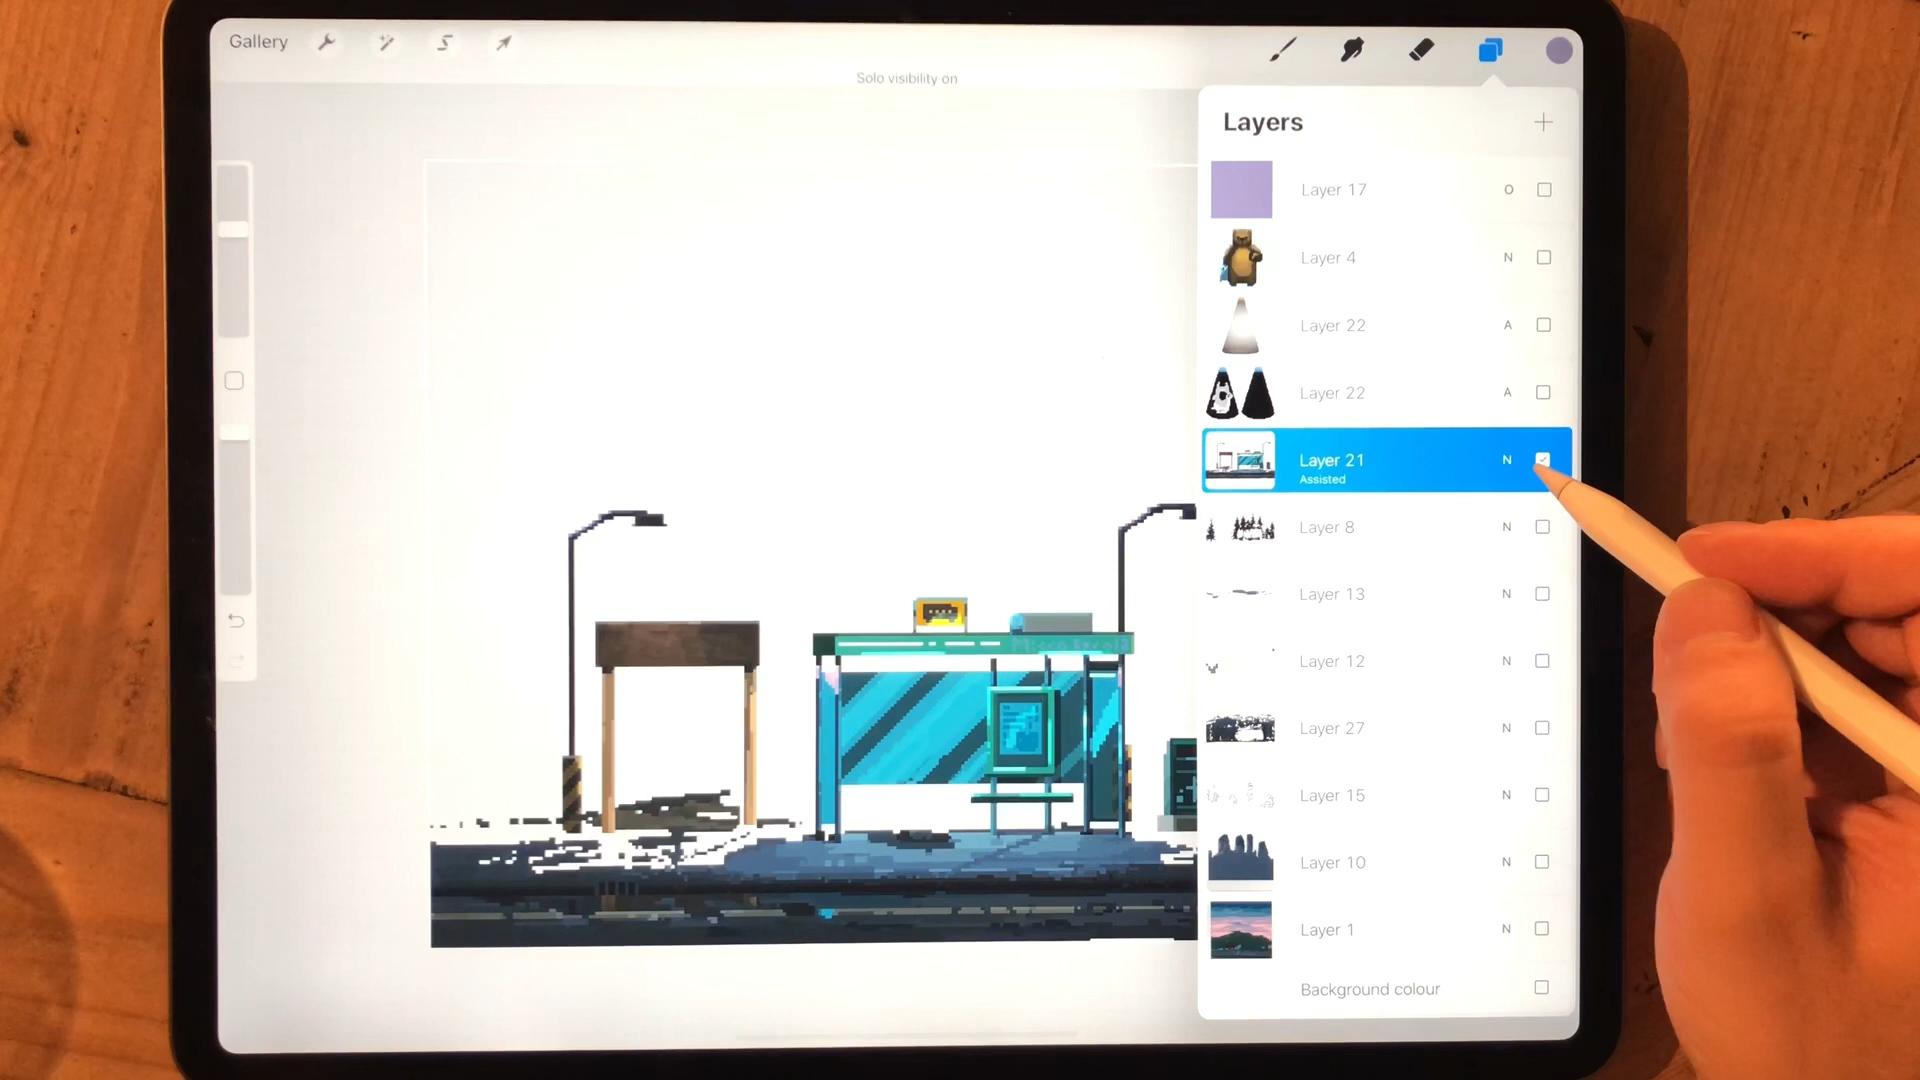 Gallery
Solo visibility on
Layers
Layer 17
O
Layer 4
N
Layer 22
A
Layer 22
A
Layer 21
N
Assisted
Layer 8
N
Layer 13
N
Layer 12
N
Layer 27
N
Layer 15
N
Layer 10
N
Layer 1
N
Background colour